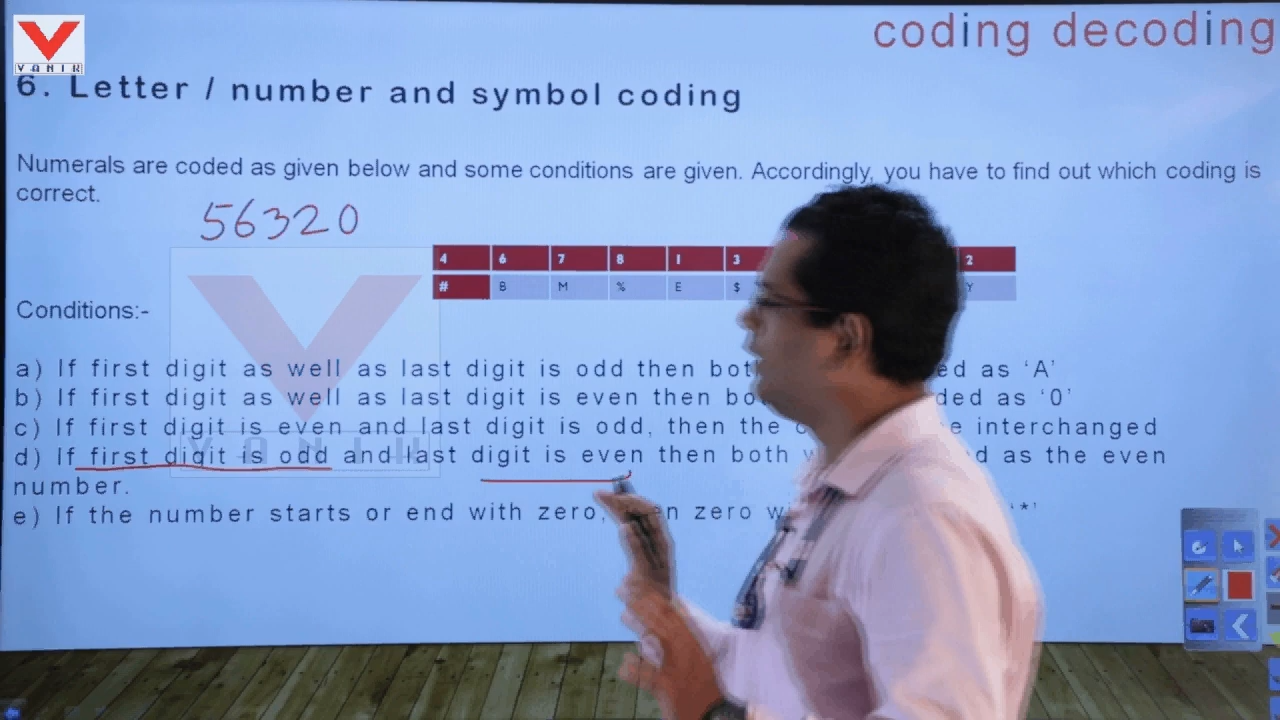 coding decoding
VANIK
6. Letter / number and symbol coding
Numerals are coded as given below and some conditions are given. Accordingly, you have to find out which coding is
correct.
56320
4 6 7 8 1 3 2
# B M % E $ Y
Conditions:-
a) If first digit as well as last digit is odd then as ‘A’
b) If first digit as well as last digit is even then as ‘0’
c) If first digit is even and last digit is odd, then the interchanged
d) If first digit is odd and last digit is even then both as the even
number.
e) If the number starts or end with zero, zero ‘*’
VANIK